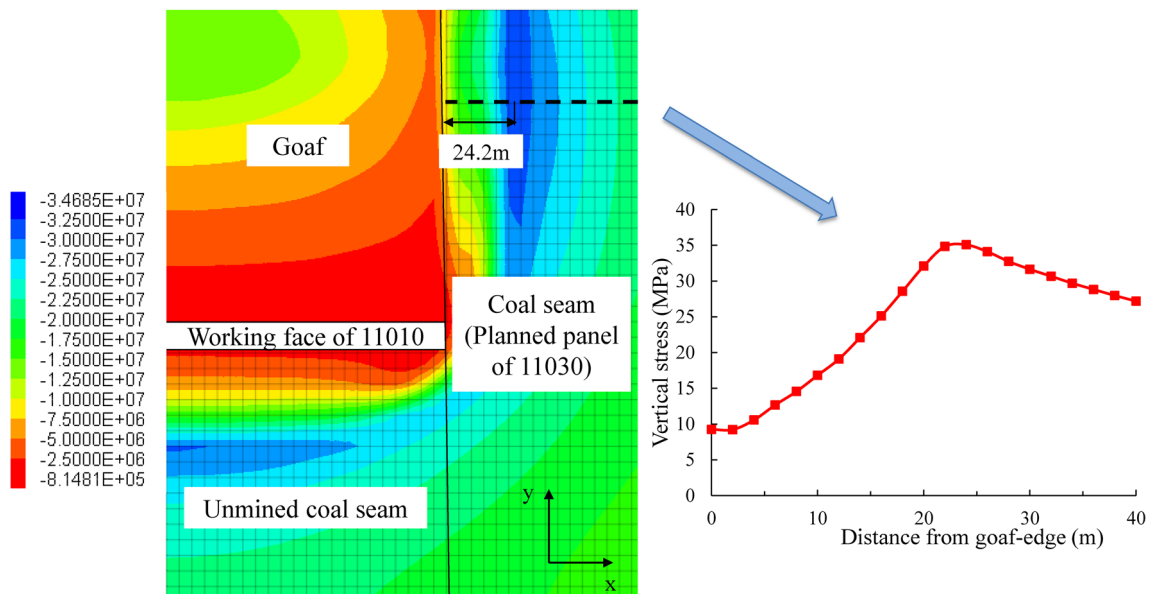 Goaf
24.2m
-3.4685E+07
-3.2500E+07
-3.0000E+07
-2.7500E+07
-2.5000E+07
-2.2500E+07
-2.0000E+07
-1.7500E+07
-1.5000E+07
-1.2500E+07
-1.0000E+07
-7.5000E+06
-5.0000E+06
-2.5000E+06
-8.1481E+05
Working face of 11010
Coal seam
(Planned panel
of 11030)
Unmined coal seam
y
x
Vertical stress (MPa)
40
35
30
25
20
15
10
5
0
0
10
20
30
40
Distance from goaf-edge (m)